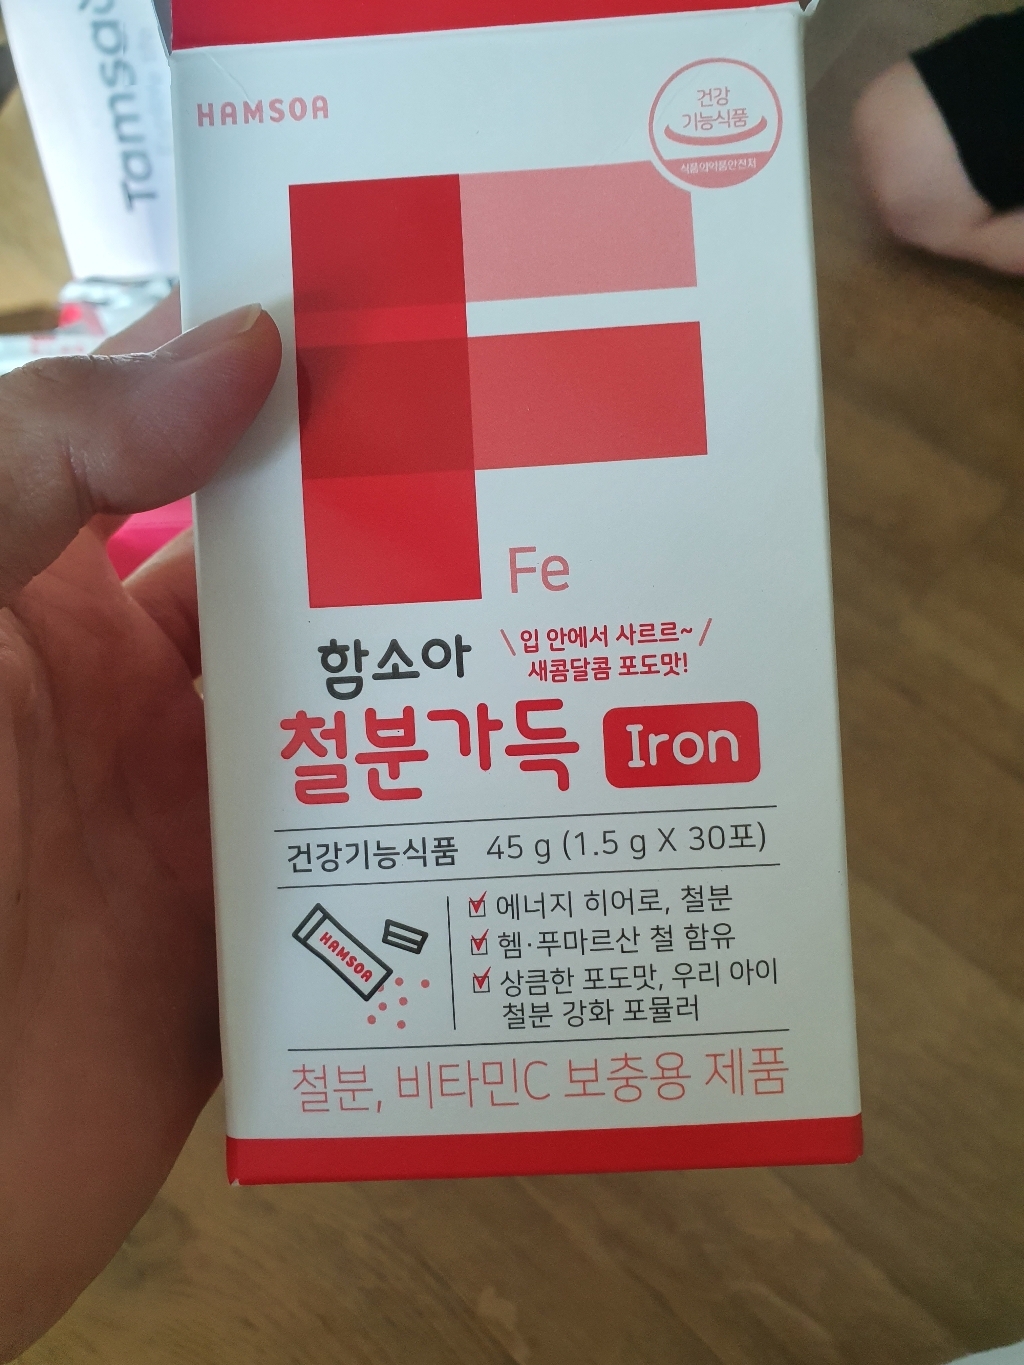 Tamsa
HAMSOA
건강
기능식품
식품의약품안전처
Fe
함소아
입 안에서 사르르~
새콤달콤 포도맛!
철분가득 Iron
건강기능식품 45 g (1.5 g X 30포)
HAMSOA
에너지 히어로, 철분
헴·푸마르산 철 함유
상큼한 포도맛, 우리 아이
철분 강화 포뮬러
철분, 비타민C 보충용 제품